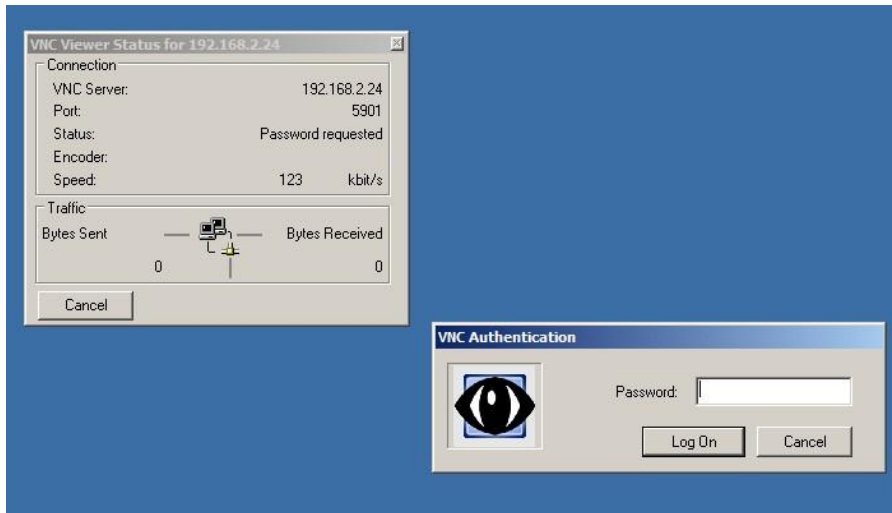 VNC Viewer Status for 192.168.2.24
Connection
VNC Server: 192.168.2.24
Port: 5901
Status: Password requested
Encoder:
Speed: 123 kbit/s
Traffic
Bytes Sent Bytes Received
0 0
Cancel
VNC Authentication
Password:
Log On Cancel